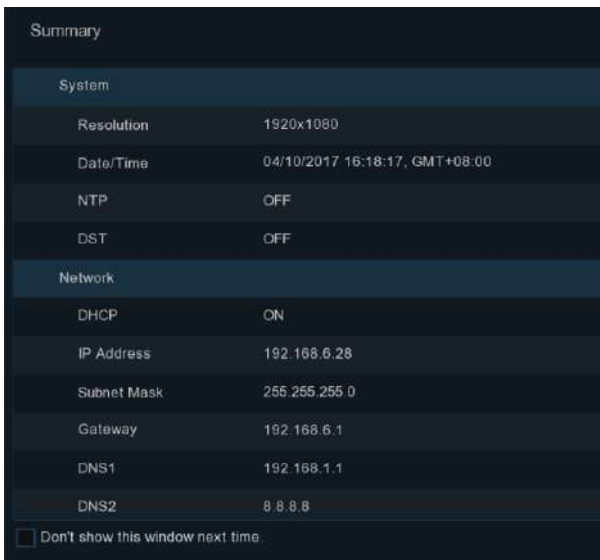 Summary
System
Resolution 1920x1080
Date/Time 04/10/2017 16:18:17, GMT+08:00
NTP OFF
DST OFF
Network
DHCP ON
IP Address 192.168.6.28
Subnet Mask 255.255.255.0
Gateway 192.168.6.1
DNS1 192.168.1.1
DNS2 8.8.8.8
Don't show this window next time.